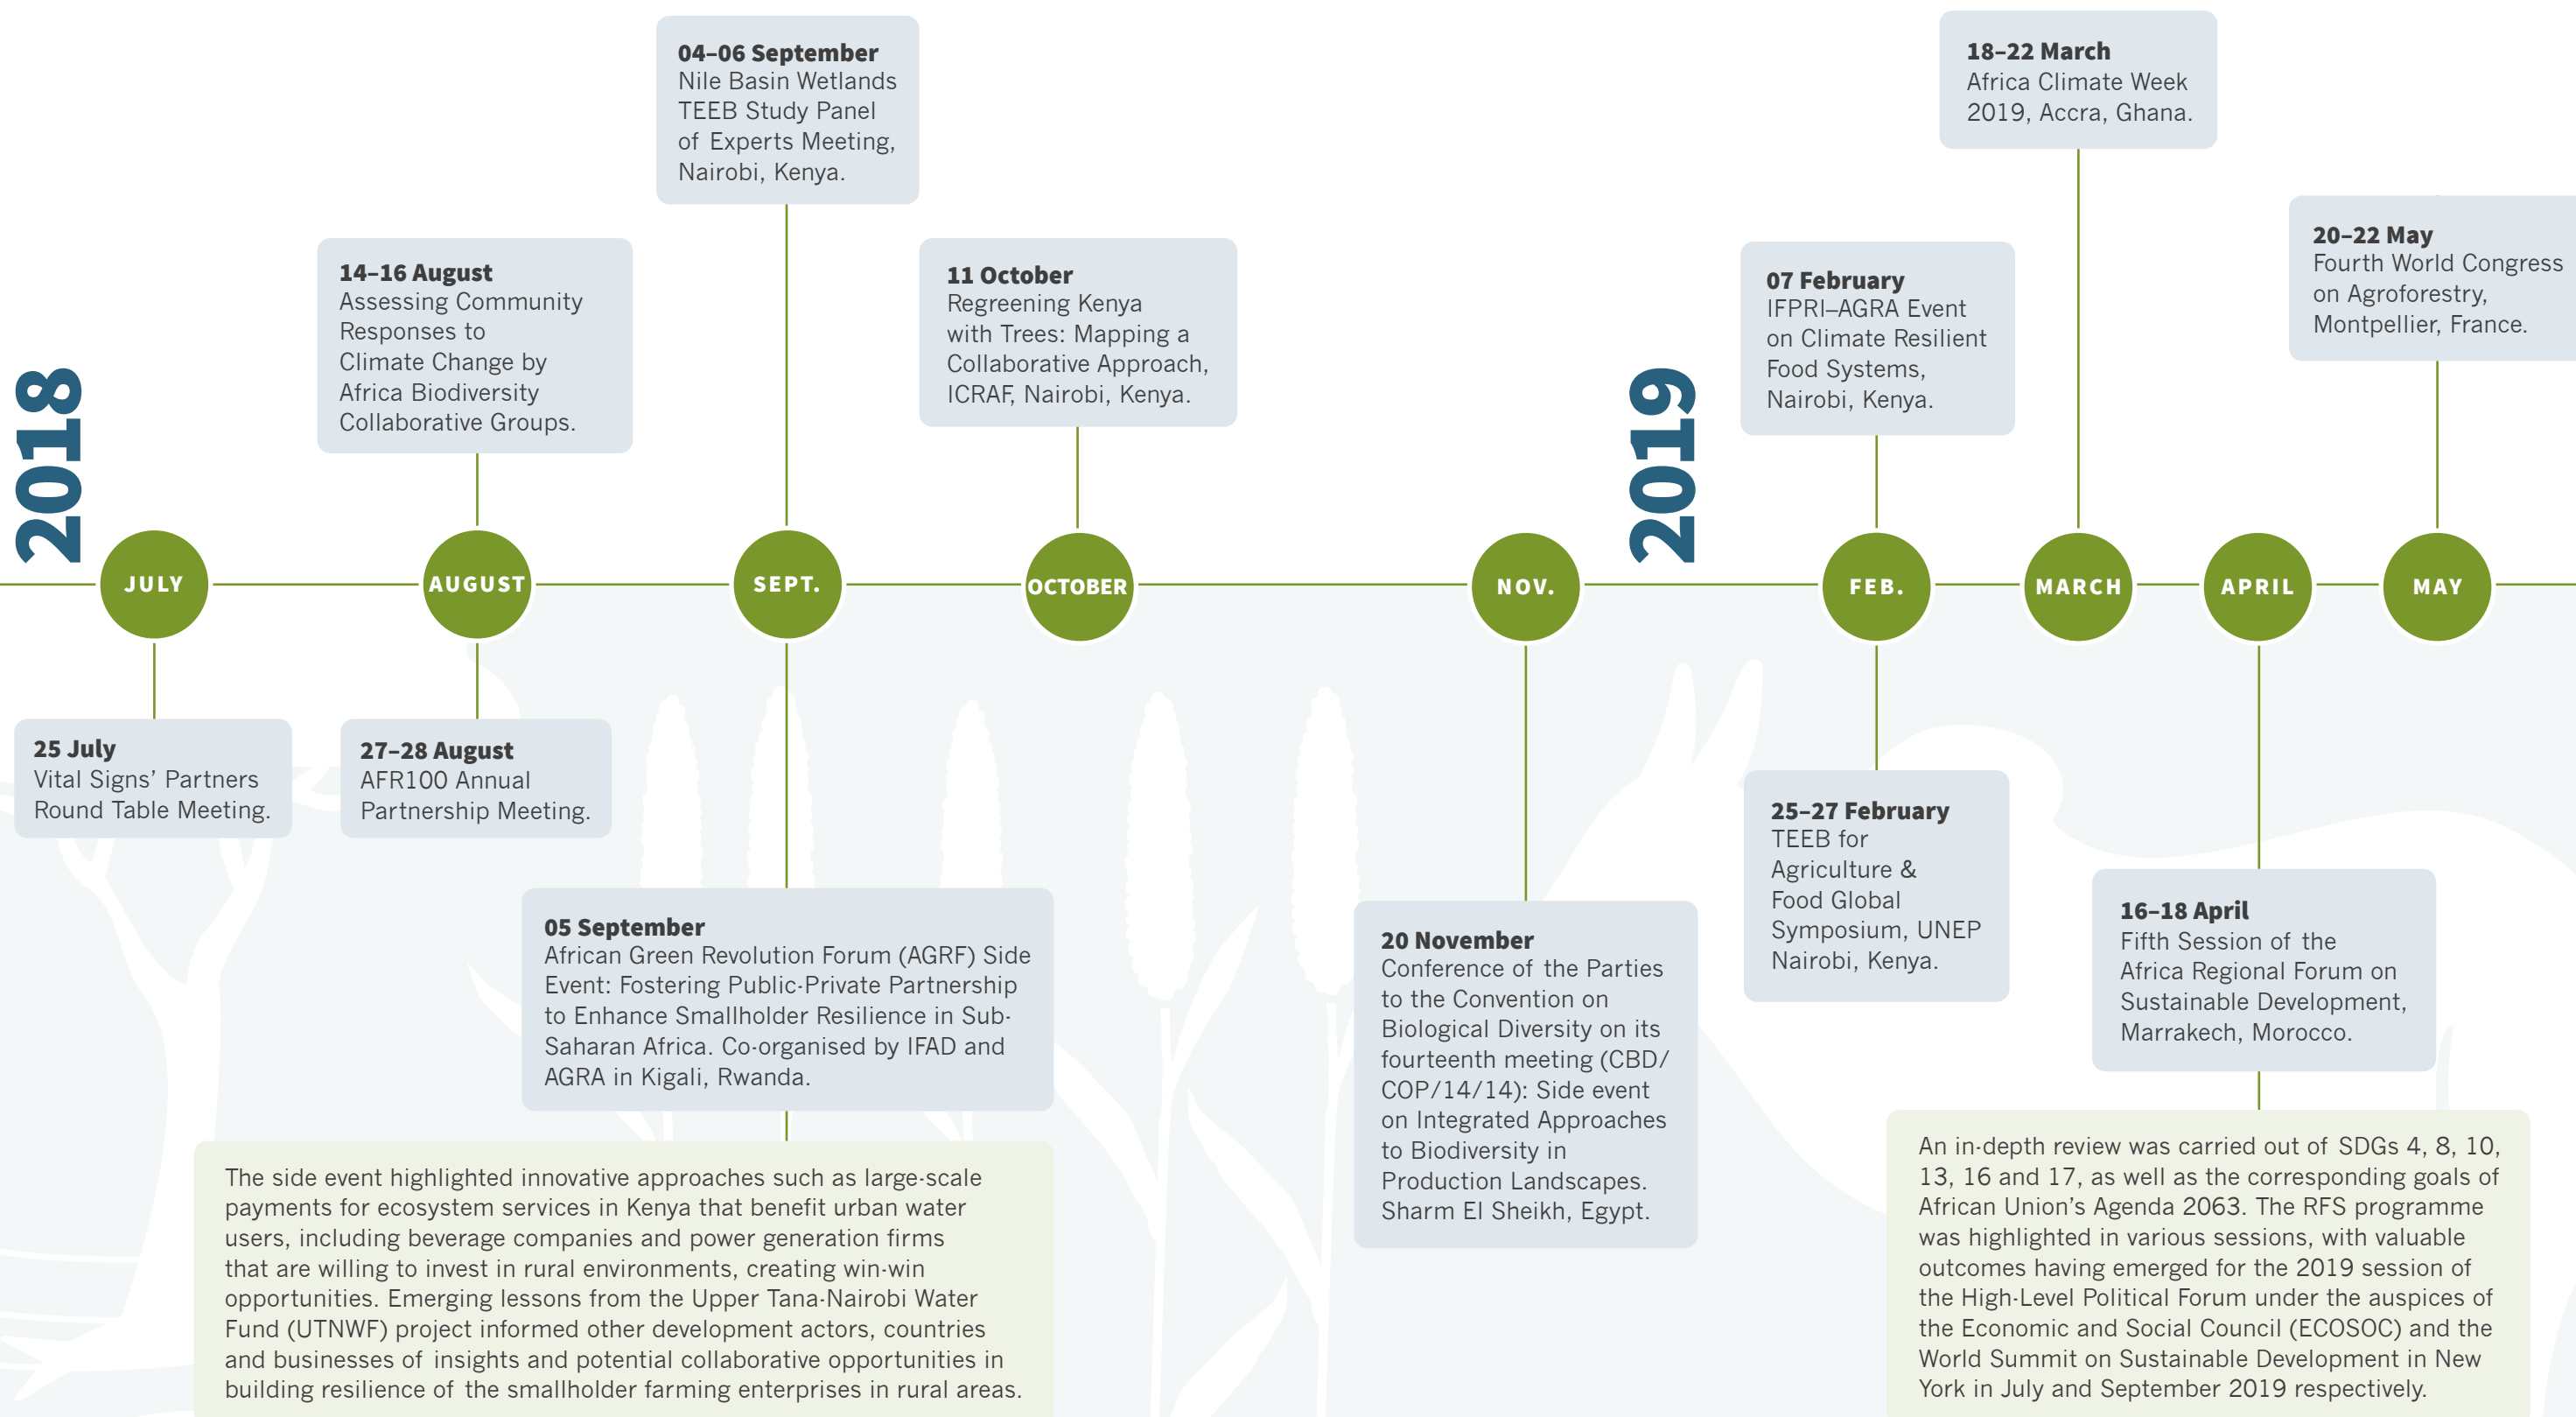 2018
JULY
25 July
Vital Signs’ Partners
Round Table Meeting.
AUGUST
14–16 August
Assessing Community
Responses to
Climate Change by
Africa Biodiversity
Collaborative Groups.
27–28 August
AFR100 Annual
Partnership Meeting.
SEPT.
04–06 September
Nile Basin Wetlands
TEEB Study Panel
of Experts Meeting,
Nairobi, Kenya.
05 September
African Green Revolution Forum (AGRF) Side
Event: Fostering Public-Private Partnership
to Enhance Smallholder Resilience in Sub-
Saharan Africa. Co-organised by IFAD and
AGRA in Kigali, Rwanda.
The side event highlighted innovative approaches such as large-scale
payments for ecosystem services in Kenya that benefit urban water
users, including beverage companies and power generation firms
that are willing to invest in rural environments, creating win-win
opportunities. Emerging lessons from the Upper Tana-Nairobi Water
Fund (UTNWF) project informed other development actors, countries
and businesses of insights and potential collaborative opportunities in
building resilience of the smallholder farming enterprises in rural areas.
OCTOBER
11 October
Regreening Kenya
with Trees: Mapping a
Collaborative Approach,
ICRAF, Nairobi, Kenya.
NOV.
20 November
Conference of the Parties
to the Convention on
Biological Diversity on its
fourteenth meeting (CBD/
COP/14/14): Side event
on Integrated Approaches
to Biodiversity in
Production Landscapes.
Sharm El Sheikh, Egypt.
2019
FEB.
07 February
IFPRI–AGRA Event
on Climate Resilient
Food Systems,
Nairobi, Kenya.
25–27 February
TEEB for
Agriculture &
Food Global
Symposium, UNEP
Nairobi, Kenya.
MARCH
18–22 March
Africa Climate Week
2019, Accra, Ghana.
APRIL
16–18 April
Fifth Session of the
Africa Regional Forum on
Sustainable Development,
Marrakech, Morocco.
An in-depth review was carried out of SDGs 4, 8, 10,
13, 16 and 17, as well as the corresponding goals of
African Union’s Agenda 2063. The RFS programme
was highlighted in various sessions, with valuable
outcomes having emerged for the 2019 session of
the High-Level Political Forum under the auspices of
the Economic and Social Council (ECOSOC) and the
World Summit on Sustainable Development in New
York in July and September 2019 respectively.
MAY
20–22 May
Fourth World Congress
on Agroforestry,
Montpellier, France.